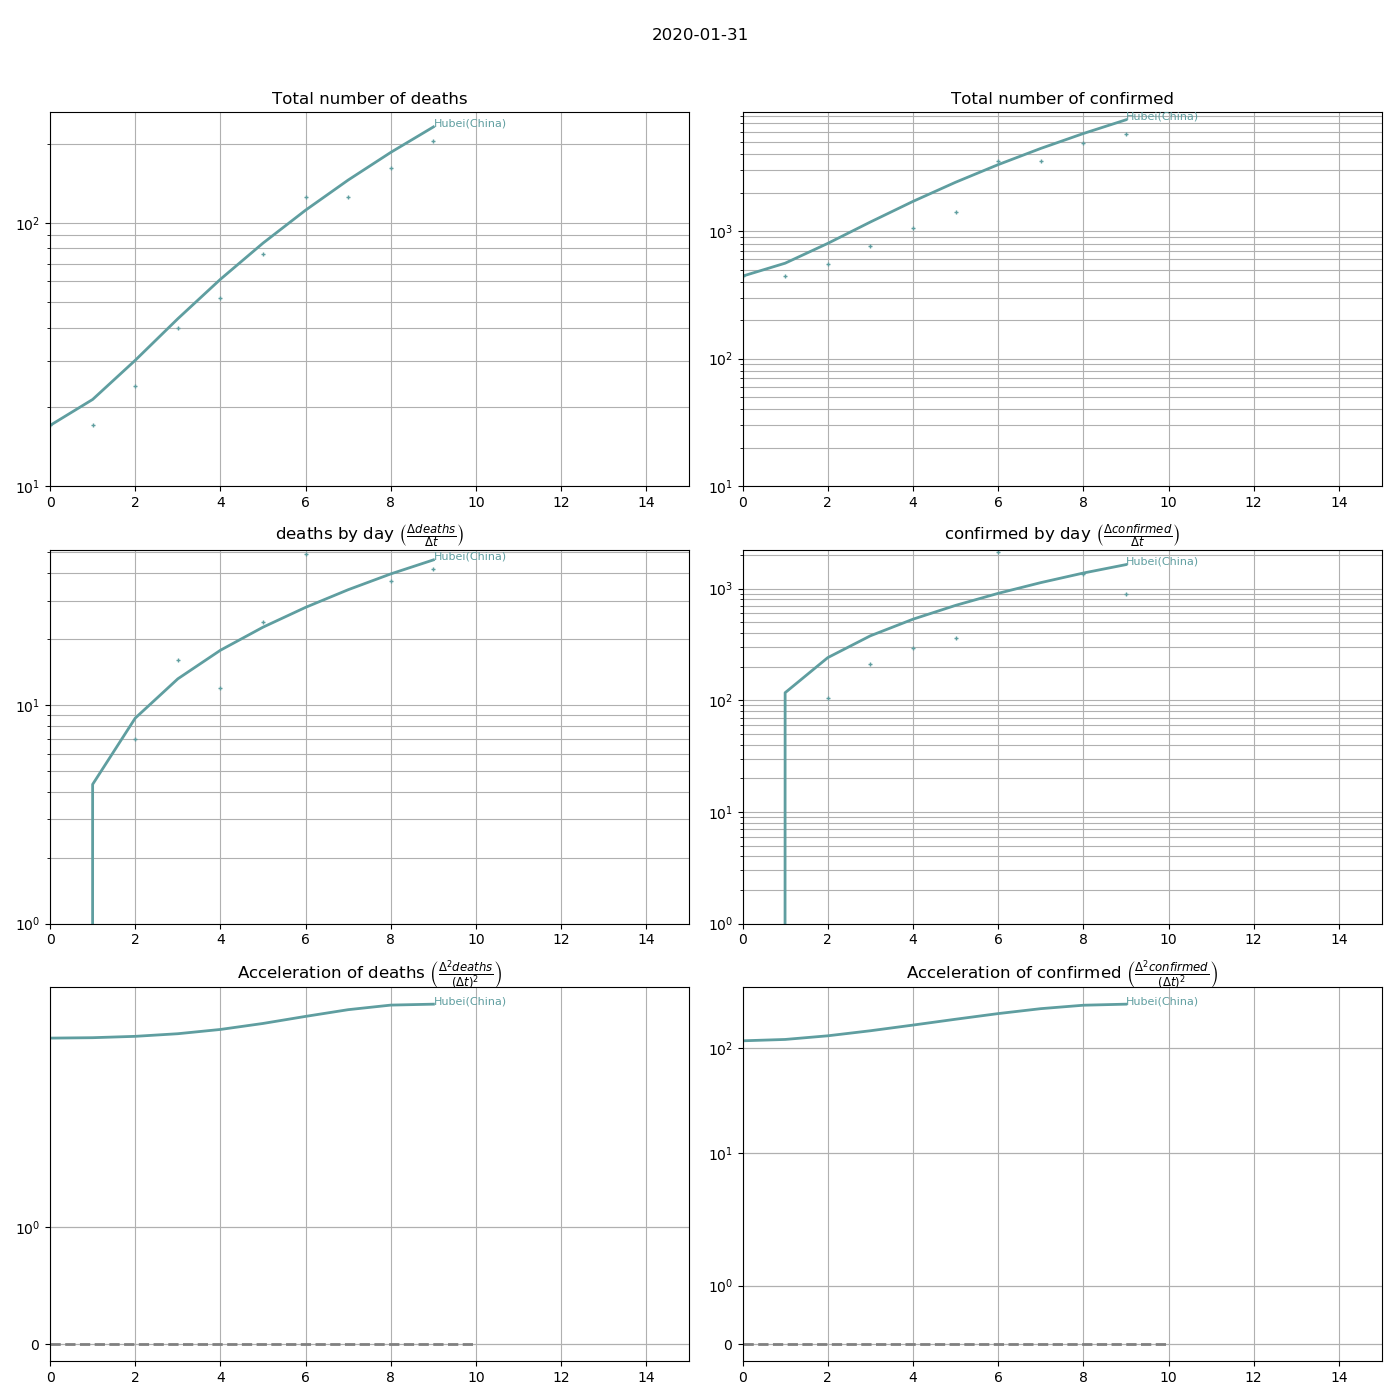 2020-01-31
Total number of deaths
Total number of confirmed
Hubei(China)
Hubei(China)
10²
10¹
0 2 4 6 8 10 12 14
10³
10²
10¹
0 2 4 6 8 10 12 14
deaths by day (Δdeaths/Δt)
confirmed by day (Δconfirmed/Δt)
Hubei(China)
Hubei(China)
10¹
10⁰
0 2 4 6 8 10 12 14
10³
10²
10¹
10⁰
0 2 4 6 8 10 12 14
Acceleration of deaths (Δ²deaths/(Δt)²)
Acceleration of confirmed (Δ²confirmed/(Δt)²)
Hubei(China)
Hubei(China)
10⁰
0
0 2 4 6 8 10 12 14
10²
10¹
10⁰
0
0 2 4 6 8 10 12 14